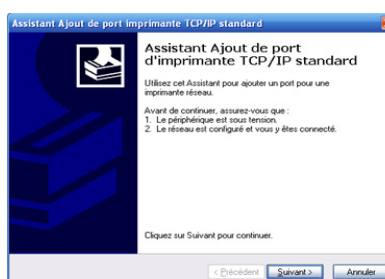 Assistant Ajout de port imprimante TCP/IP standard
Assistant Ajout de port
d'imprimante TCP/IP standard
Utilisez cet Assistant pour ajouter un port pour une
imprimante réseau.
Avant de continuer, assurez-vous que :
1. Le périphérique est sous tension.
2. Le réseau est configuré et vous y êtes connecté.
Cliquez sur Suivant pour continuer.
< Précédent Suivant > Annuler